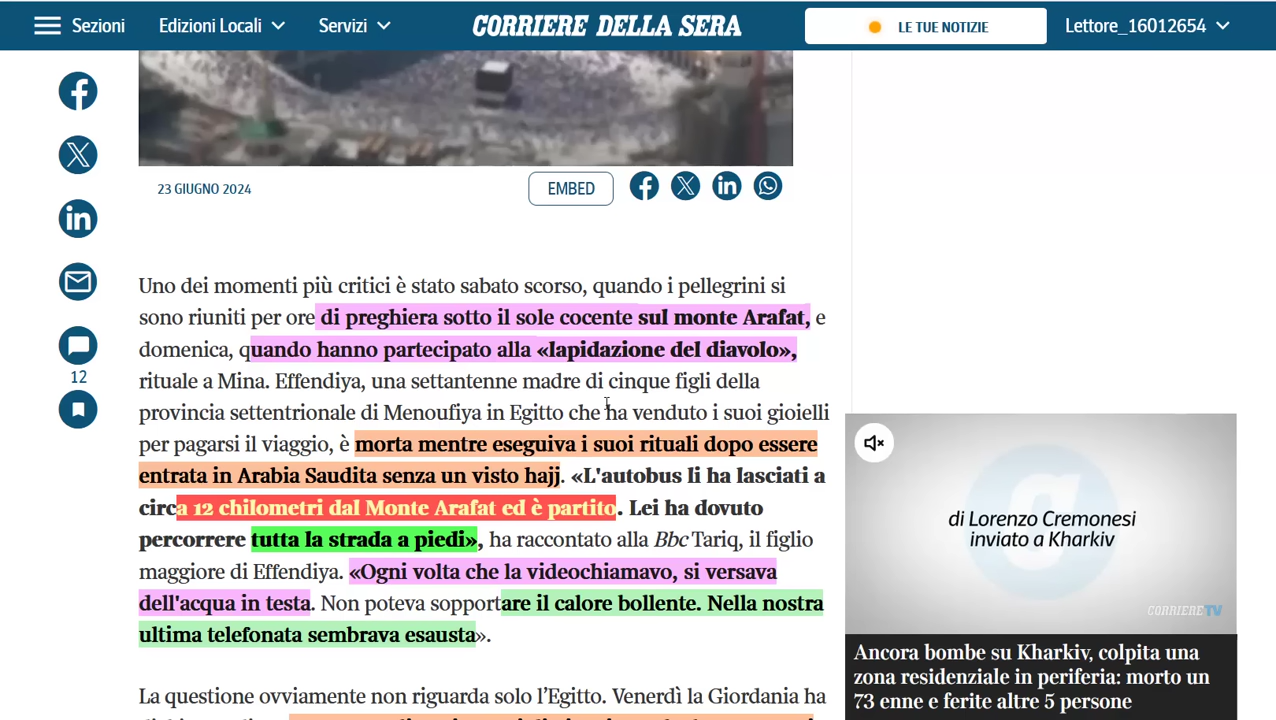 Sezioni
Edizioni Locali
Servizi
CORRIERE DELLA SERA
LE TUE NOTIZIE
Lettore_16012654
23 GIUGNO 2024
EMBED
12
Uno dei momenti più critici è stato sabato scorso, quando i pellegrini si
sono riuniti per ore di preghiera sotto il sole cocente sul monte Arafat, e
domenica, quando hanno partecipato alla «lapidazione del diavolo»,
rituale a Mina. Effendiya, una settantenne madre di cinque figli della
provincia settentrionale di Menoufiya in Egitto che ha venduto i suoi gioielli
per pagarsi il viaggio, è morta mentre eseguiva i suoi rituali dopo essere
entrata in Arabia Saudita senza un visto hajj. «L'autobus li ha lasciati a
circa 12 chilometri dal Monte Arafat ed è partito. Lei ha dovuto
percorrere tutta la strada a piedi», ha raccontato alla Bbc Tariq, il figlio
maggiore di Effendiya. «Ogni volta che la videochiamavo, si versava
dell'acqua in testa. Non poteva sopportare il calore bollente. Nella nostra
ultima telefonata sembrava esausta».
La questione ovviamente non riguarda solo l'Egitto. Venerdì la Giordania ha
di Lorenzo Cremonesi
inviato a Kharkiv
CORRIERE TV
Ancora bombe su Kharkiv, colpita una
zona residenziale in periferia: morto un
73 enne e ferite altre 5 persone